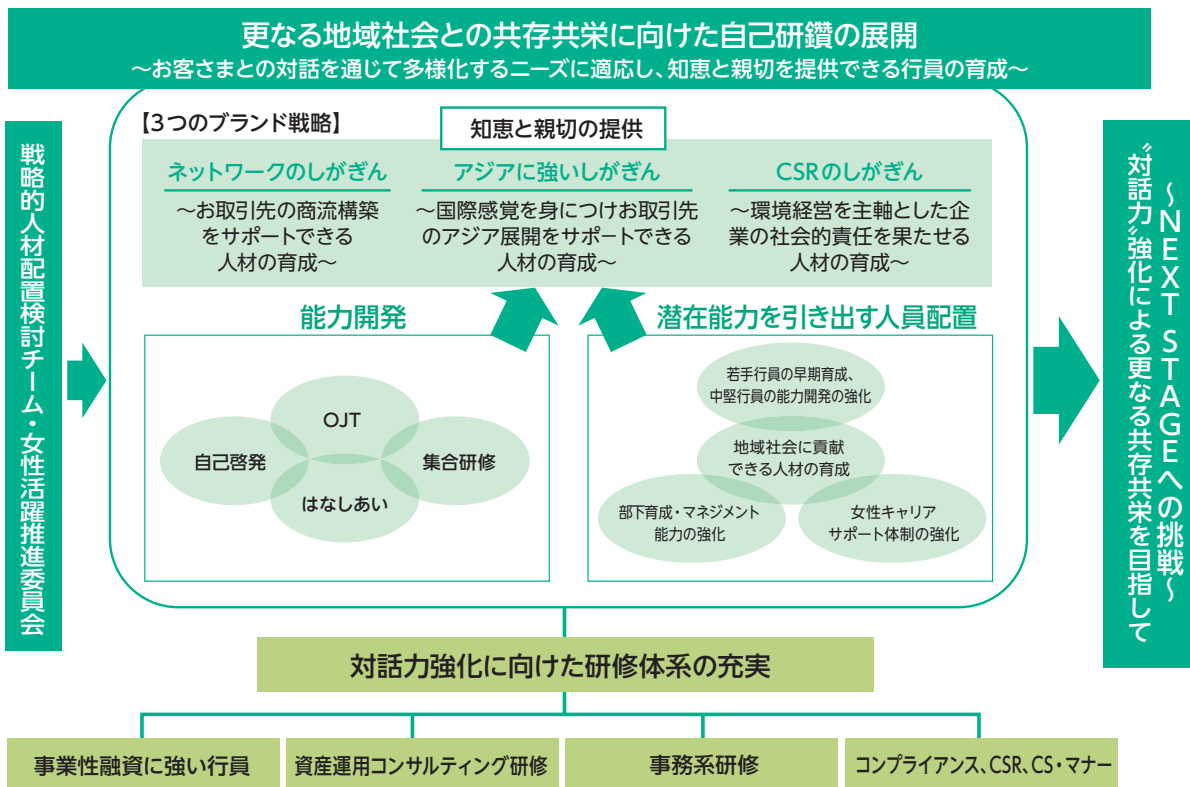 更なる地域社会との共存共栄に向けた自己研鑽の展開
～お客さまとの対話を通じて多様化するニーズに適応し、知恵と親切を提供できる行員の育成～
戦略的人材配置検討チーム・女性活躍推進委員会
【3つのブランド戦略】
知恵と親切の提供
ネットワークのしがぎん
～お取引先の商流構築
をサポートできる
人材の育成～
アジアに強いしがぎん
～国際感覚を身につけお取引先
のアジア展開をサポートできる
人材の育成～
CSRのしがぎん
～環境経営を主軸とした企
業の社会的責任を果たせる
人材の育成～
能力開発
OJT
自己啓発
集合研修
はなしあい
潜在能力を引き出す人員配置
若手行員の早期育成、
中堅行員の能力開発の強化
地域社会に貢献
できる人材の育成
部下育成・マネジメント
能力の強化
女性キャリア
サポート体制の強化
～NEXT STAGEへの挑戦～
〝対話力〟強化による更なる共存共栄を目指して
対話力強化に向けた研修体系の充実
事業性融資に強い行員
資産運用コンサルティング研修
事務系研修
コンプライアンス、CSR、CS・マナー